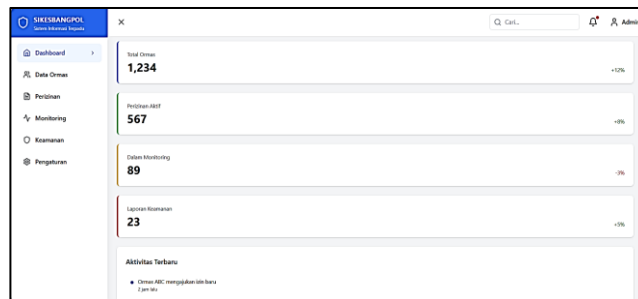 SIKESBANGPOL
Sistem Informasi Terpadu
Cari...
Admin
Dashboard
Data Ormas
Perizinan
Monitoring
Keamanan
Pengaturan
Total Ormas
1,234
+12%
Perizinan Aktif
567
+8%
Dalam Monitoring
89
-3%
Laporan Keamanan
23
+5%
Aktivitas Terbaru
Ormas ABC mengajukan izin baru
2 jam lalu